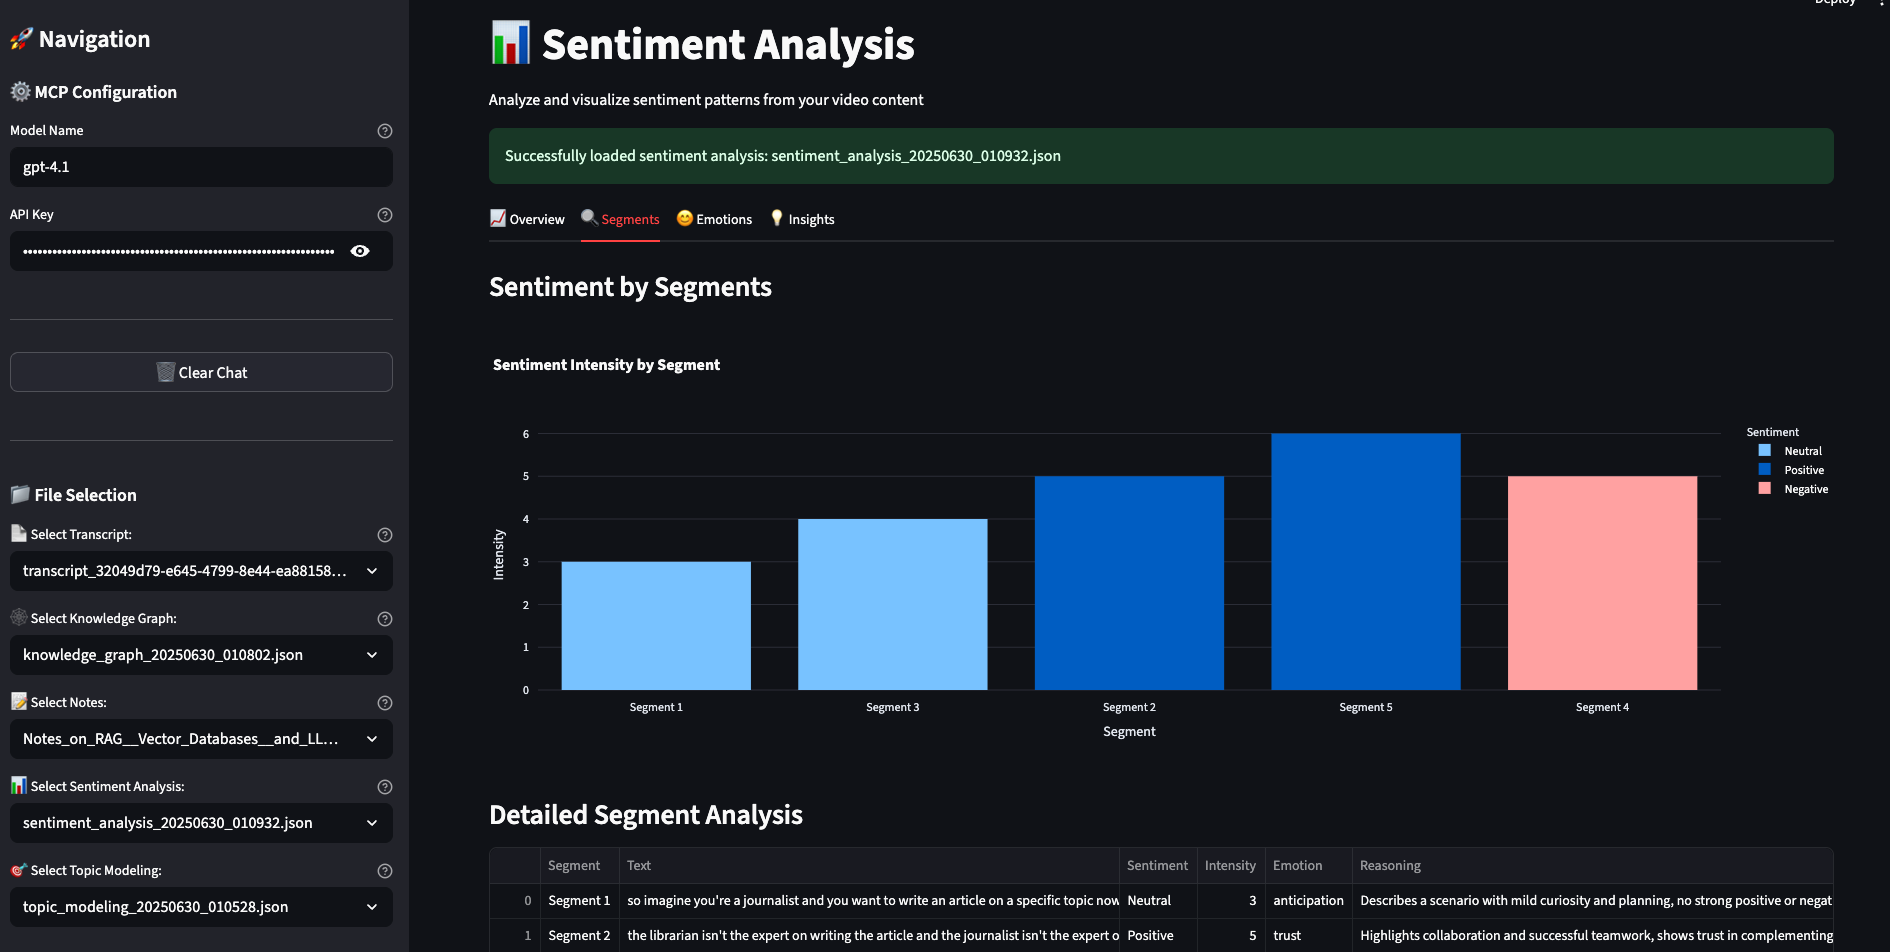 Deploy
🚀 Navigation
⚙️ MCP Configuration
Model Name
gpt-4.1
API Key
Clear Chat
File Selection
Select Transcript:
transcript_32049d79-e645-4799-8e44-ea88158…
Select Knowledge Graph:
knowledge_graph_20250630_010802.json
Select Notes:
Notes_on_RAG__Vector_Databases__and_LL…
Select Sentiment Analysis:
sentiment_analysis_20250630_010932.json
Select Topic Modeling:
topic_modeling_20250630_010528.json
Sentiment Analysis
Analyze and visualize sentiment patterns from your video content
Successfully loaded sentiment analysis: sentiment_analysis_20250630_010932.json
Overview Segments Emotions Insights
Sentiment by Segments
Sentiment Intensity by Segment
Sentiment
Neutral
Positive
Negative
Intensity
6
5
4
3
2
1
0
Segment 1 Segment 3 Segment 2 Segment 5 Segment 4
Segment
Detailed Segment Analysis
Segment Text Sentiment Intensity Emotion Reasoning
0 Segment 1 so imagine you're a journalist and you want to write an article on a specific topic now Neutral 3 anticipation Describes a scenario with mild curiosity and planning, no strong positive or negat
1 Segment 2 the librarian isn't the expert on writing the article and the journalist isn't the expert o Positive 5 trust Highlights collaboration and successful teamwork, shows trust in complementing